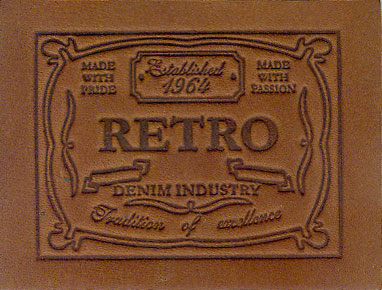 Established
1964
MADE
WITH
PRIDE
MADE
WITH
PASSION
RETRO
DENIM INDUSTRY
Tradition of excellence